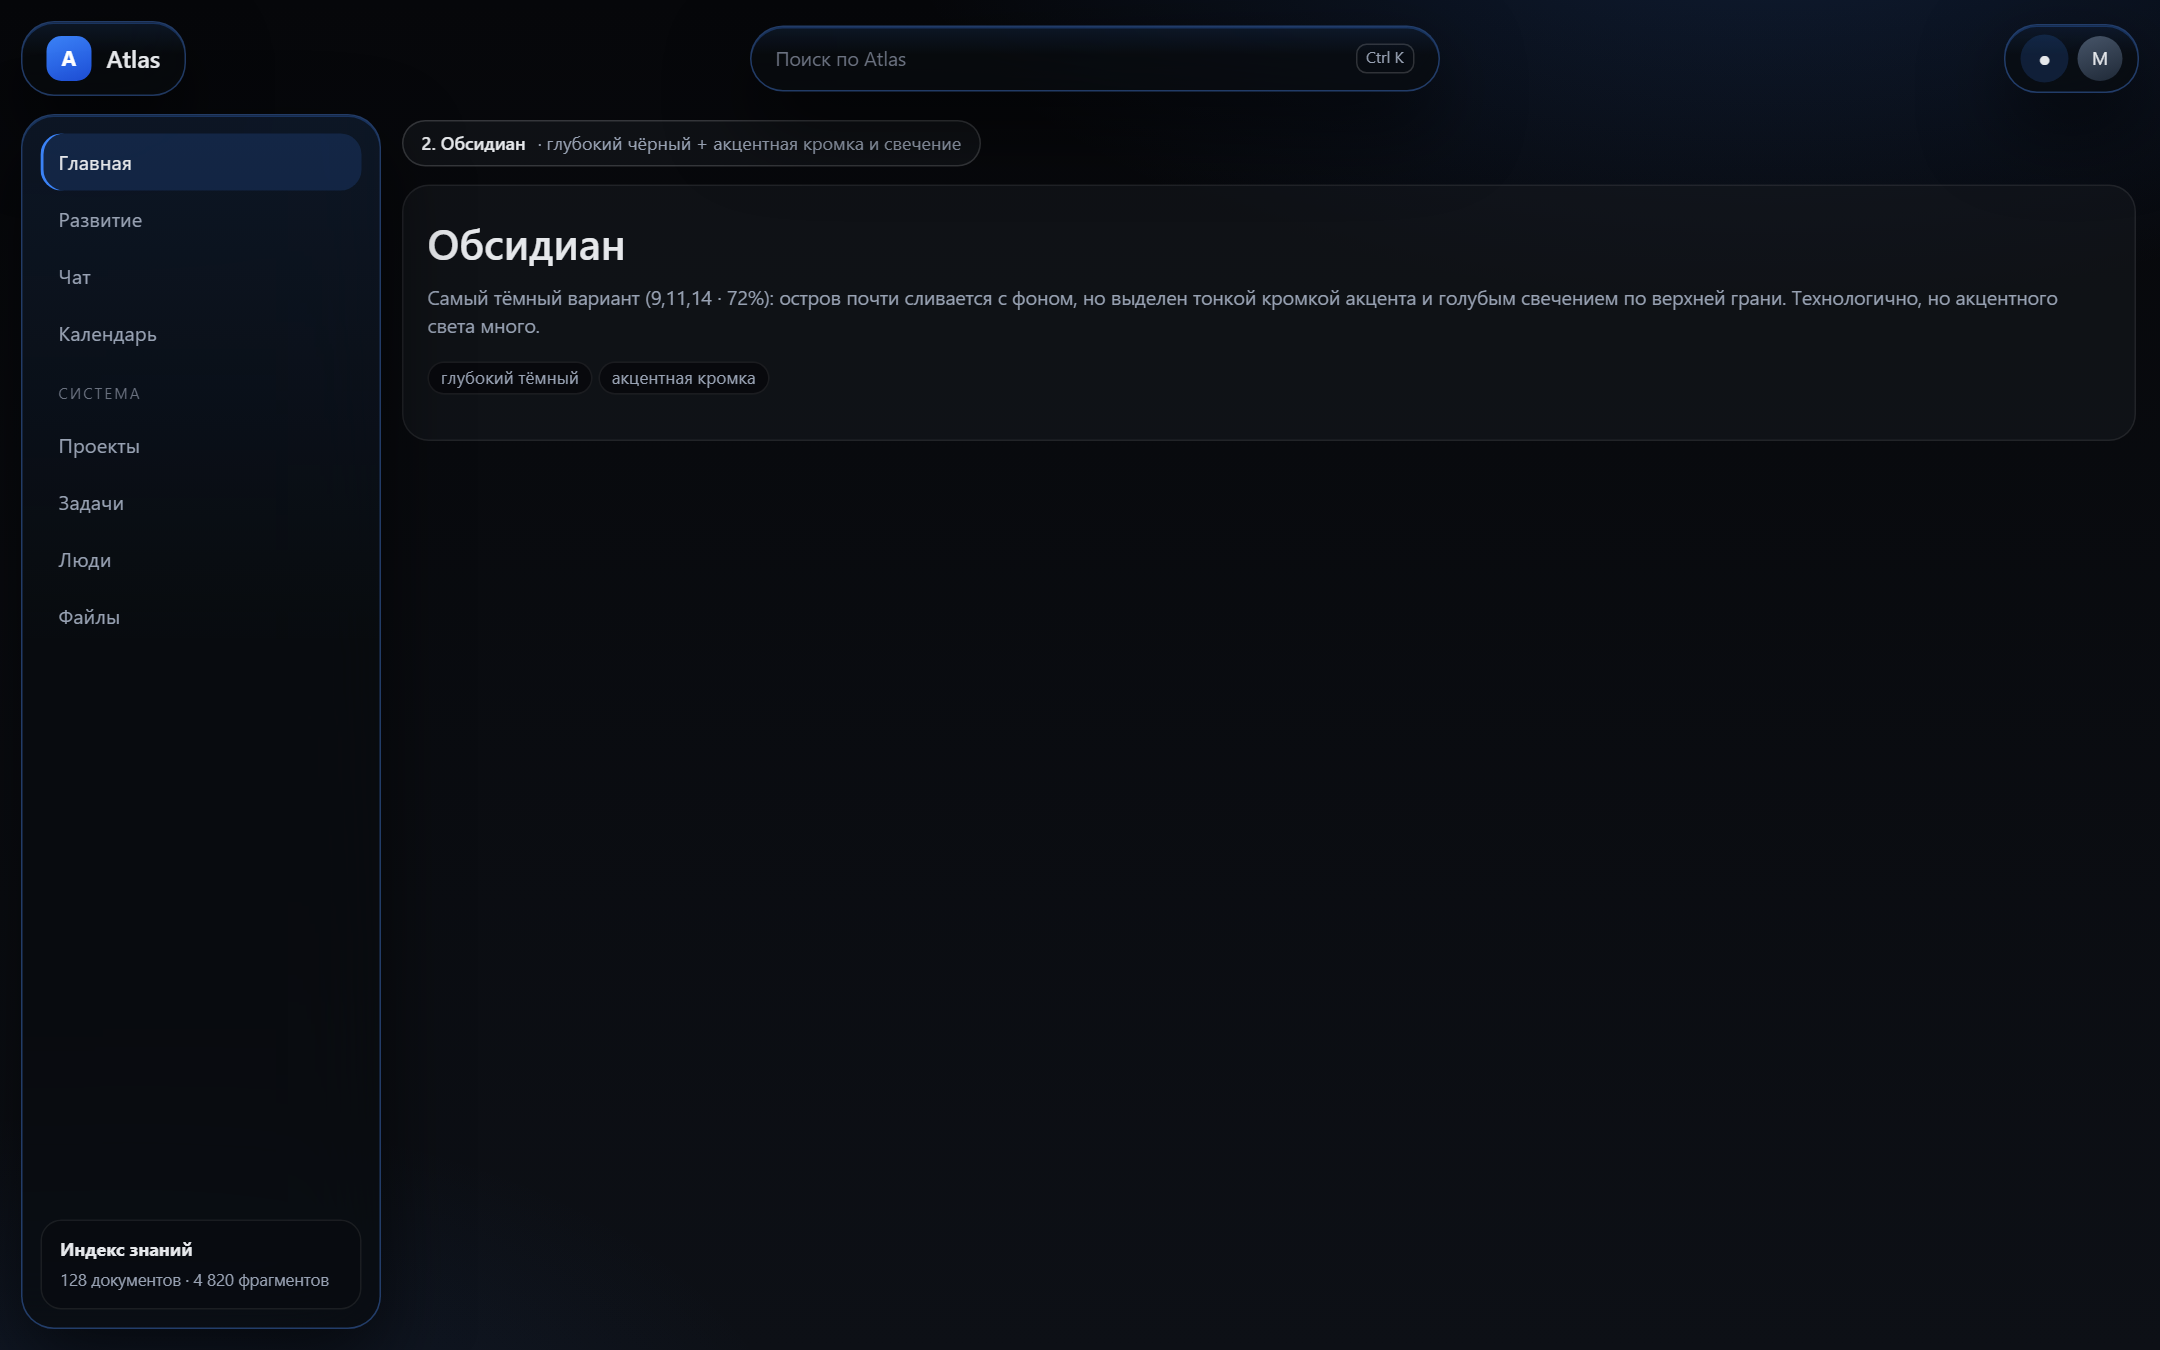 A Atlas
Поиск по Atlas Ctrl K
M
Главная
Развитие
Чат
Календарь
СИСТЕМА
Проекты
Задачи
Люди
Файлы
Индекс знаний
128 документов · 4 820 фрагментов
2. Обсидиан · глубокий чёрный + акцентная кромка и свечение
Обсидиан
Самый тёмный вариант (9,11,14 · 72%): остров почти сливается с фоном, но выделен тонкой кромкой акцента и голубым свечением по верхней грани. Технологично, но акцентного
света много.
глубокий тёмный акцентная кромка